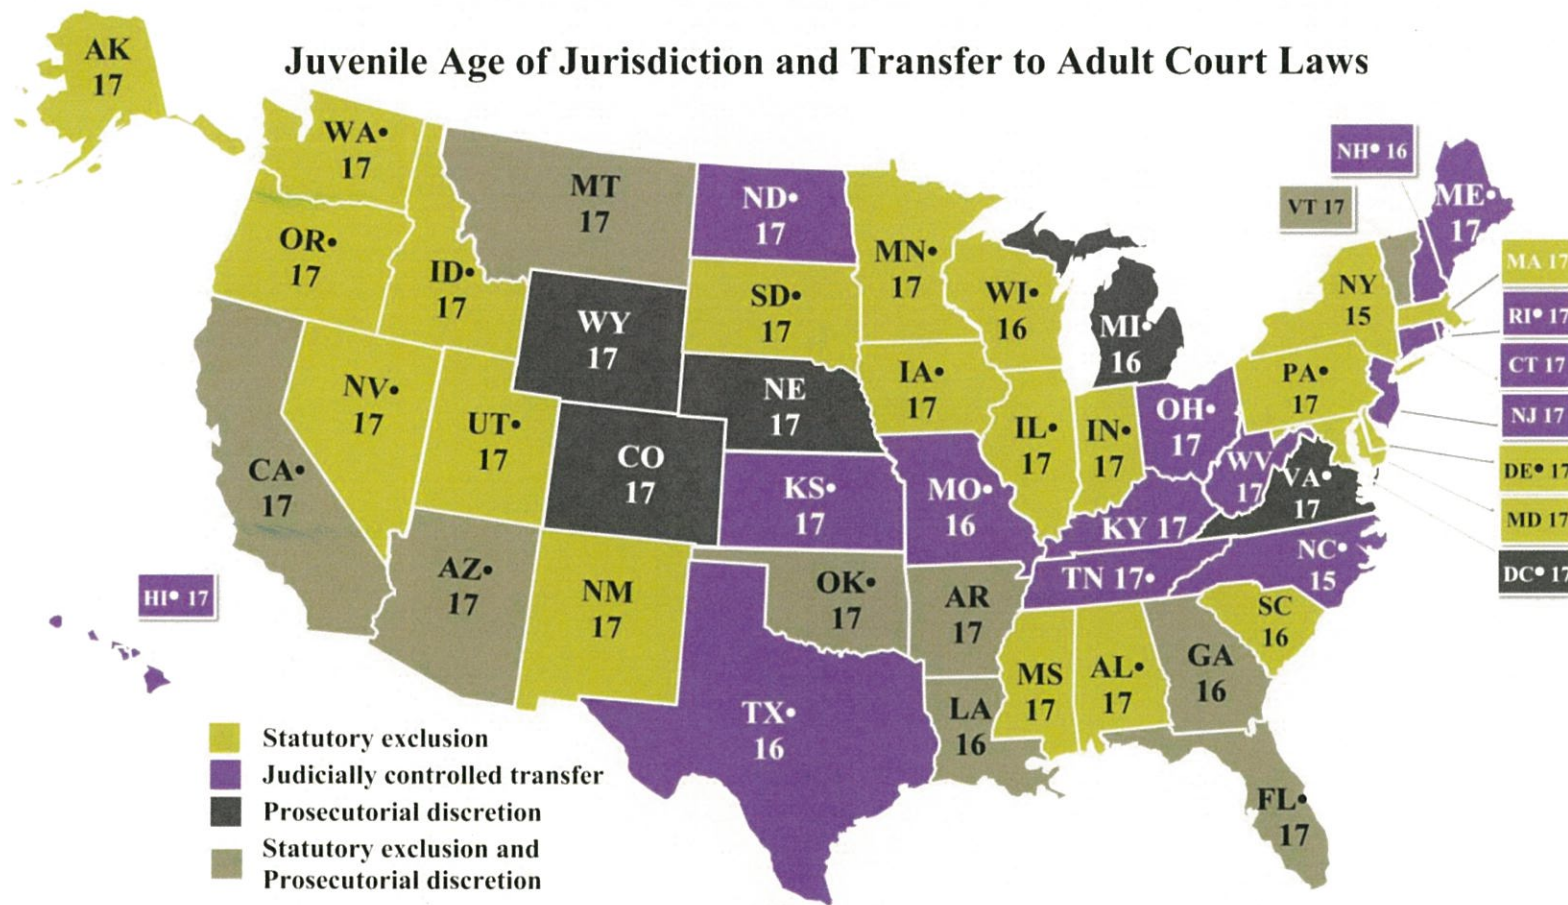 Juvenile Age of Jurisdiction and Transfer to Adult Court Laws
AK
17
WA•
17
OR•
17
ID•
17
MT
17
ND•
17
MN•
17
WI•
16
SD•
17
WY
17
MI•
16
NH• 16
VT 17
ME•
17
NY
15
MA 17
RI• 17
CT 17
NJ 17
DE• 17
MD 17
DC• 17
NV•
17
UT•
17
CO
17
NE
17
IA•
17
IL•
17
IN•
17
OH•
17
PA•
17
WV
17
VA•
17
CA•
17
KS•
17
MO•
16
KY 17
NC•
15
TN 17•
AZ•
17
NM
17
OK•
17
AR
17
SC
16
GA
16
AL•
17
MS
17
LA
16
TX•
16
FL•
17
HI• 17
Statutory exclusion
Judicially controlled transfer
Prosecutorial discretion
Statutory exclusion and
Prosecutorial discretion